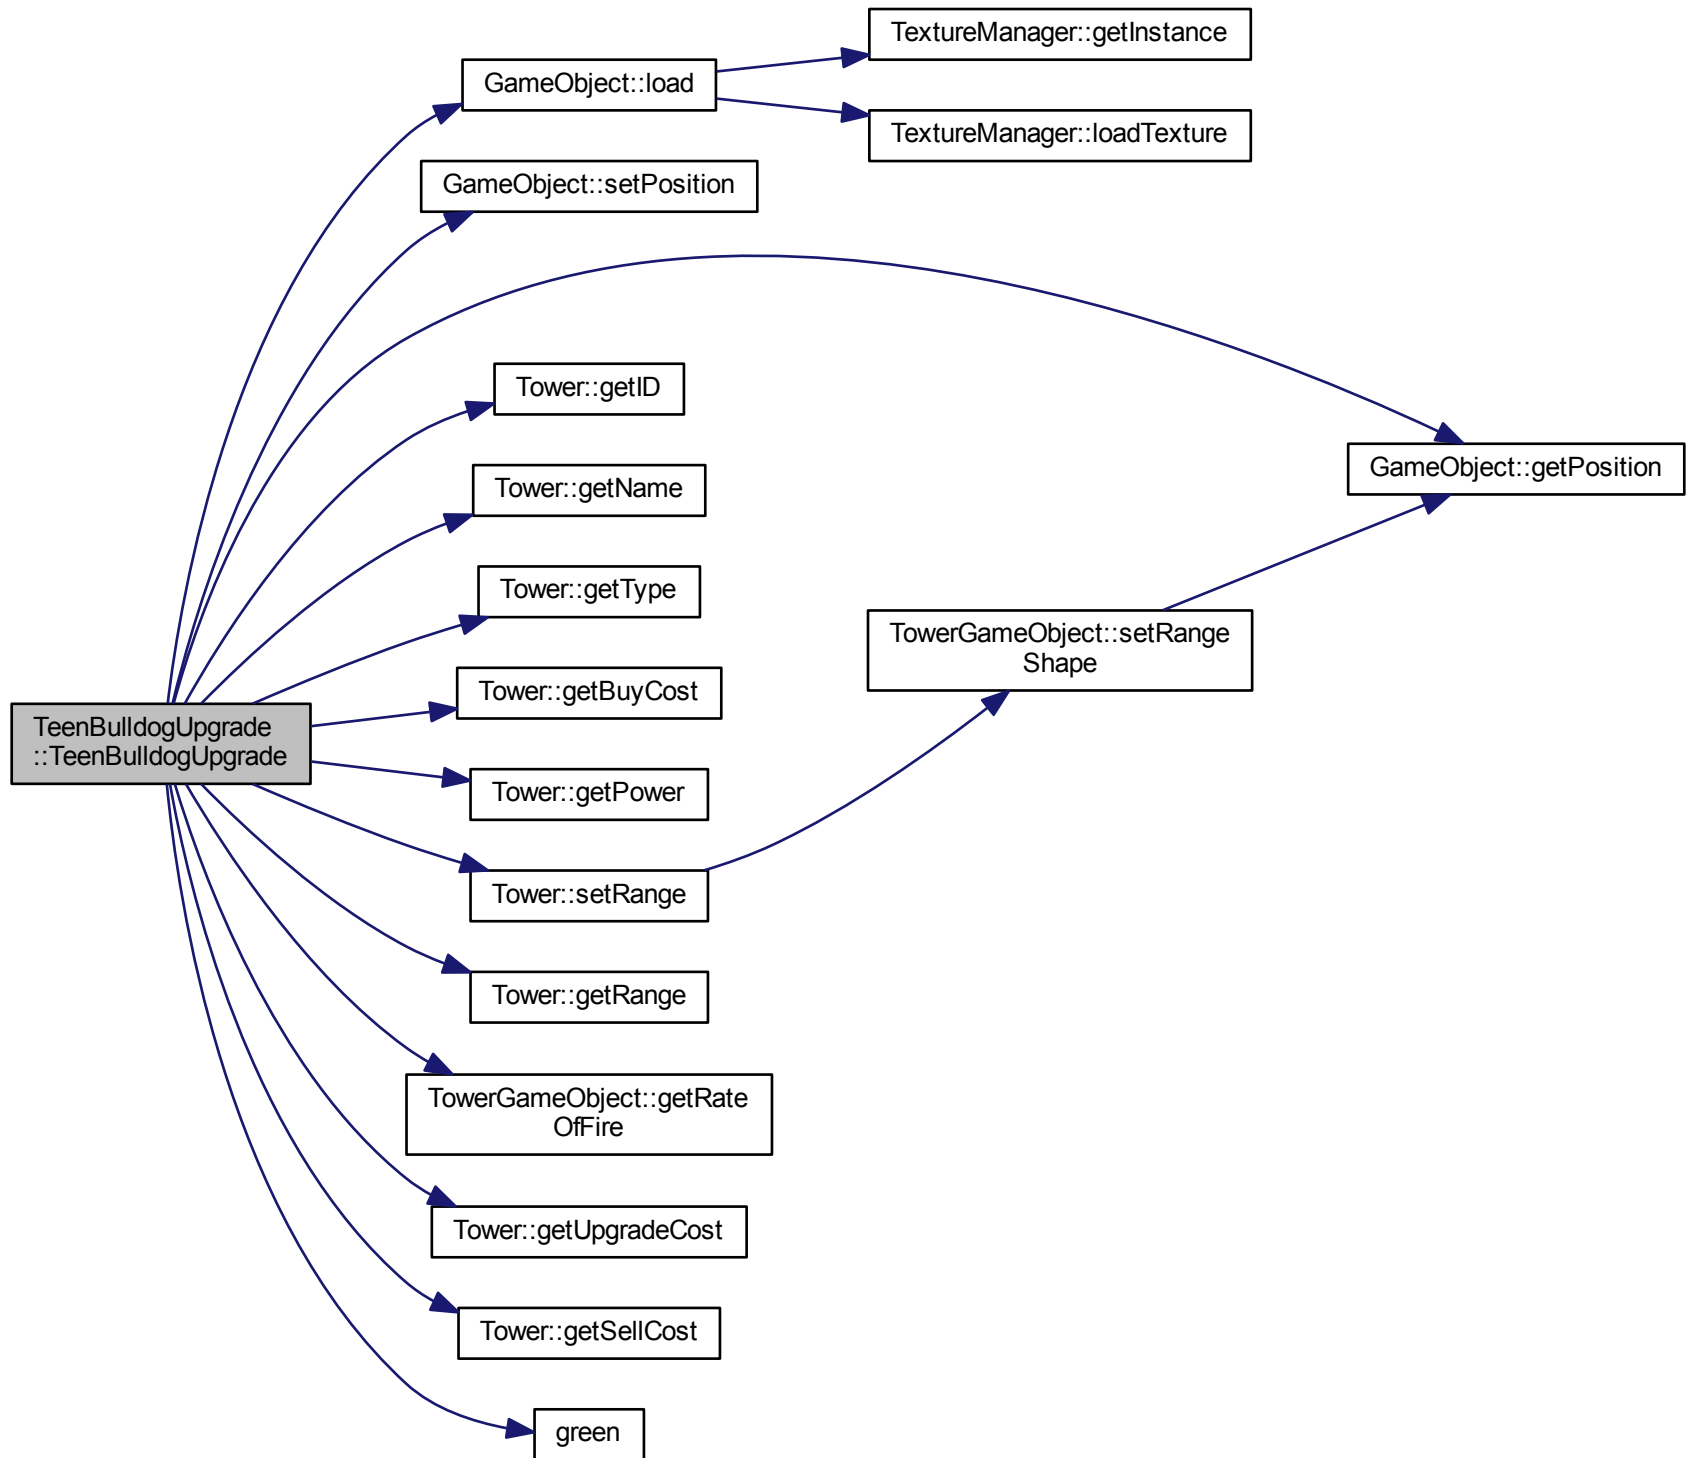 TextureManager::getInstance
GameObject::load
TextureManager::loadTexture
GameObject::setPosition
Tower::getID
GameObject::getPosition
Tower::getName
Tower::getType
TowerGameObject::setRange
Shape
Tower::getBuyCost
TeenBulldogUpgrade
::TeenBulldogUpgrade
Tower::getPower
Tower::setRange
Tower::getRange
TowerGameObject::getRate
OfFire
Tower::getUpgradeCost
Tower::getSellCost
green